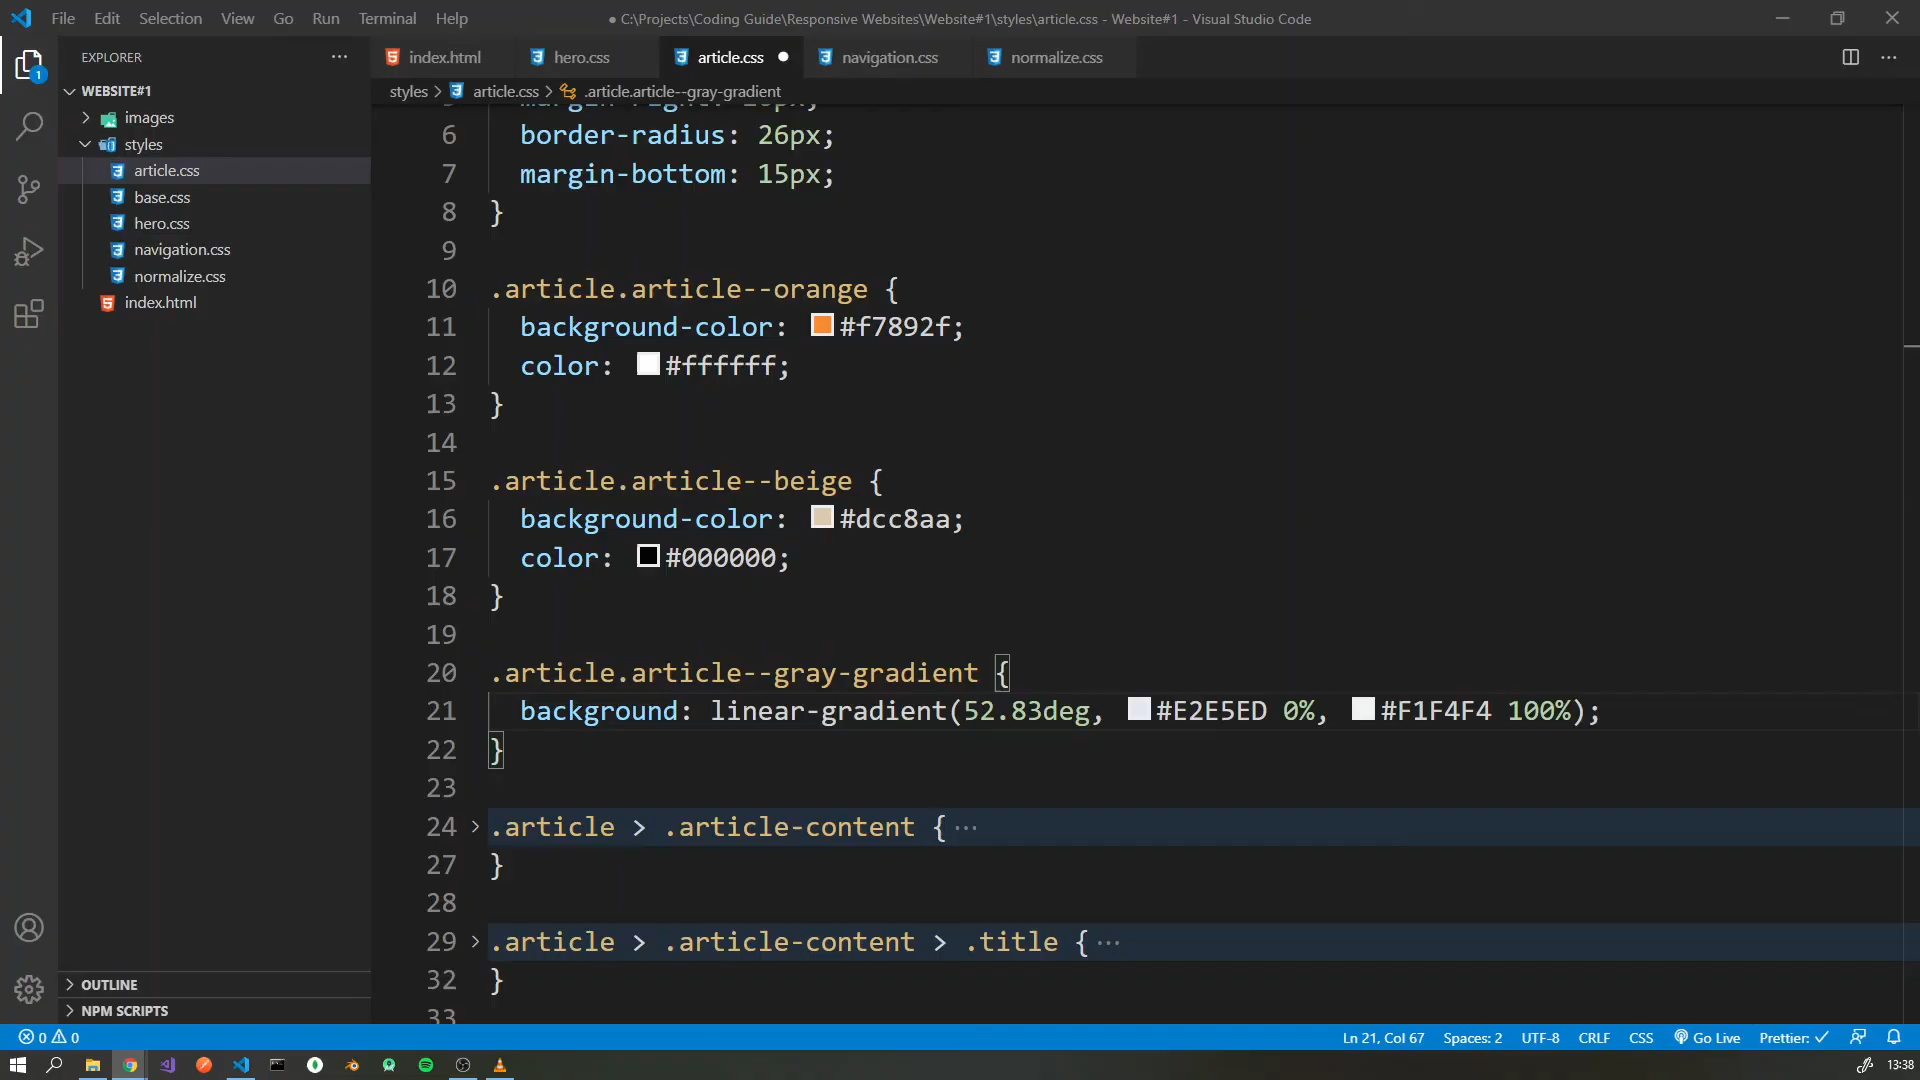 File Edit Selection View Go Run Terminal Help
● C:\Projects\Coding Guide\Responsive Websites\Website#1\styles\article.css - Website#1 - Visual Studio Code
EXPLORER
index.html hero.css article.css navigation.css normalize.css
WEBSITE#1
styles > article.css > .article.article--gray-gradient
images
styles
article.css
base.css
hero.css
navigation.css
normalize.css
index.html
OUTLINE
NPM SCRIPTS
1
6 border-radius: 26px;
7 margin-bottom: 15px;
8 }
9
10 .article.article--orange {
11 background-color: #f7892f;
12 color: #ffffff;
13 }
14
15 .article.article--beige {
16 background-color: #dcc8aa;
17 color: #000000;
18 }
19
20 .article.article--gray-gradient {
21 background: linear-gradient(52.83deg, #E2E5ED 0%, #F1F4F4 100%);
22 }
23
24 .article > .article-content { ···
27 }
28
29 .article > .article-content > .title { ···
32 }
33
0 0 Ln 21, Col 67 Spaces: 2 UTF-8 CRLF CSS Go Live Prettier: ✓
13:38